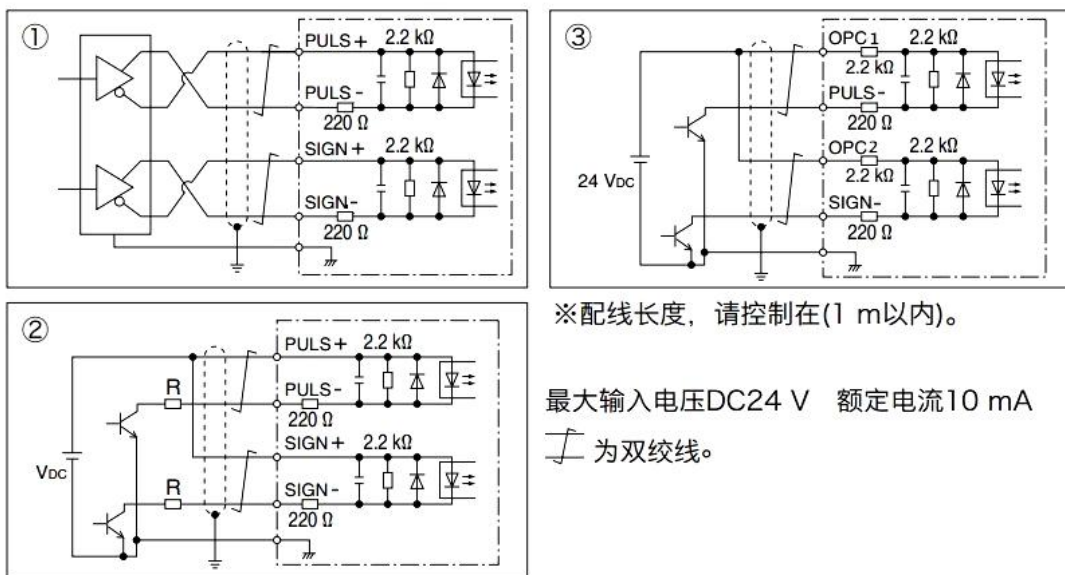 ①
PULS+ 2.2 kΩ
PULS-
220 Ω
SIGN+ 2.2 kΩ
SIGN-
220 Ω
②
PULS+ 2.2 kΩ
R
PULS-
220 Ω
SIGN+ 2.2 kΩ
VDC
R
SIGN-
220 Ω
③
OPC1 2.2 kΩ
2.2 kΩ
PULS-
220 Ω
OPC2 2.2 kΩ
24 VDC
2.2 kΩ
SIGN-
220 Ω
※配线长度，请控制在(1 m以内)。
最大输入电压DC24 V 额定电流10 mA
为双绞线。